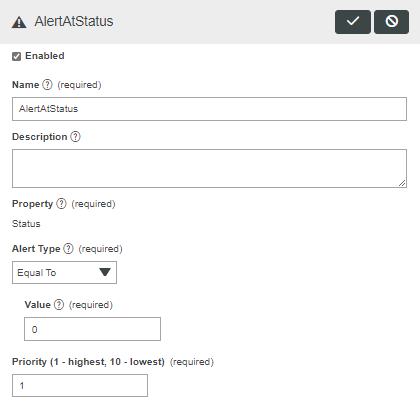 AlertAtStatus
Enabled
Name ? (required)
AlertAtStatus
Description ?
Property ? (required)
Status
Alert Type ? (required)
Equal To
Value ? (required)
0
Priority (1 - highest, 10 - lowest) (required)
1